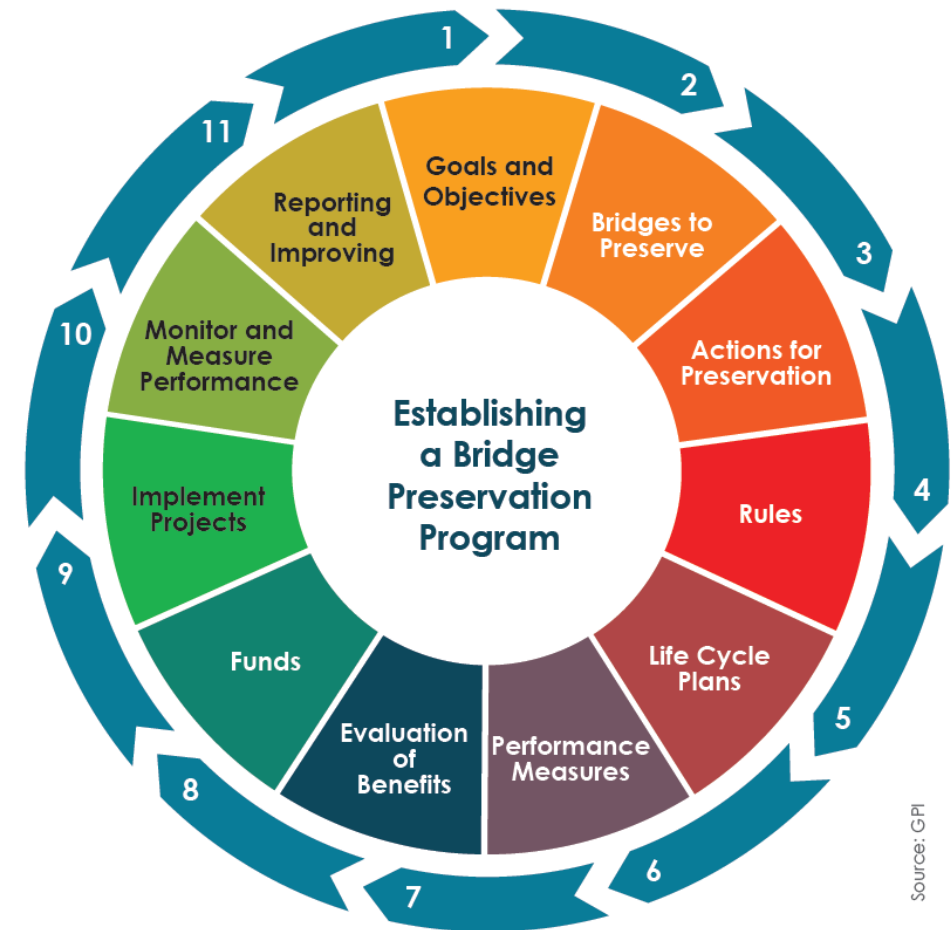 Establishing
a Bridge
Preservation
Program
1
Goals and
Objectives
2
Bridges to
Preserve
3
Actions for
Preservation
4
Rules
5
Life Cycle
Plans
6
Performance
Measures
7
Evaluation
of
Benefits
8
Funds
9
Implement
Projects
10
Monitor and
Measure
Performance
11
Reporting
and
Improving
Source: GPI